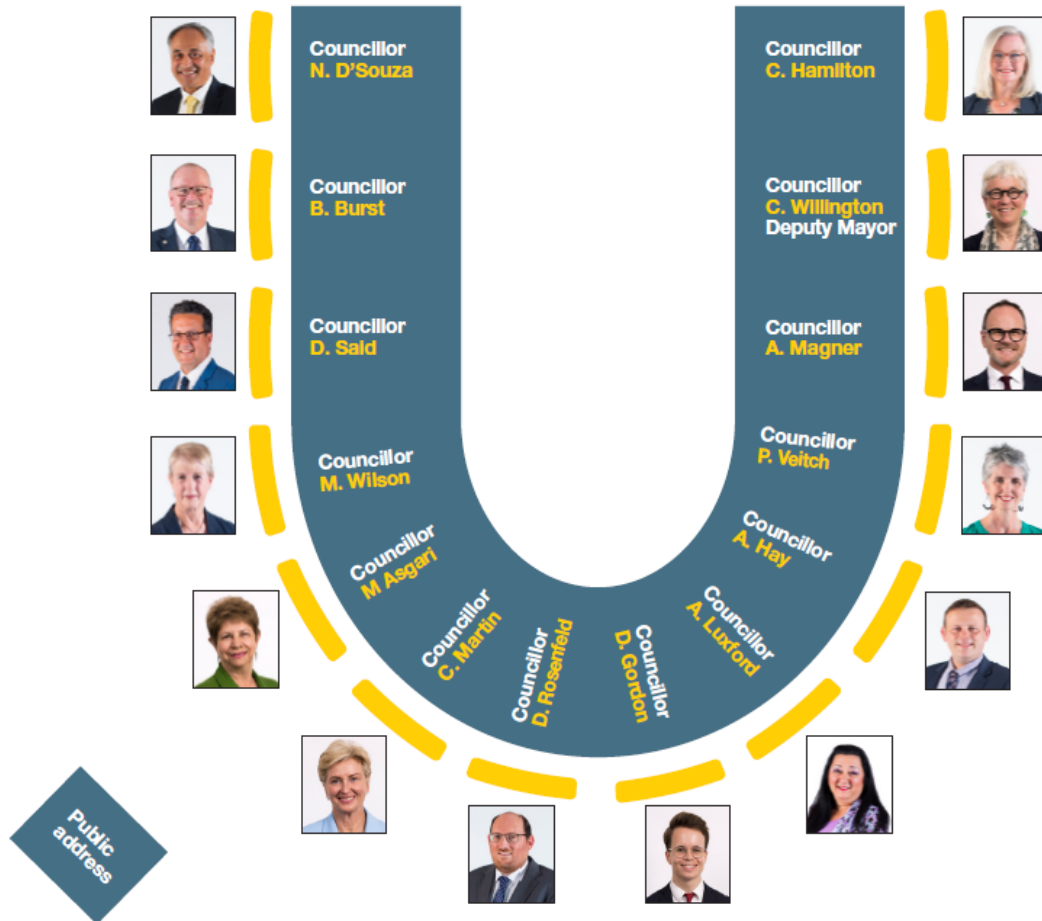 Councillor
N. D'Souza
Councillor
B. Burst
Councillor
D. Said
Councillor
M. Wilson
Councillor
M Asgari
Councillor
C. Martin
Councillor
D. Rosenfeld
Councillor
D. Gordon
Councillor
A. Luxford
Councillor
A. Hay
Councillor
P. Veitch
Councillor
A. Magner
Councillor
C. Willington
Deputy Mayor
Councillor
C. Hamilton
Public
address